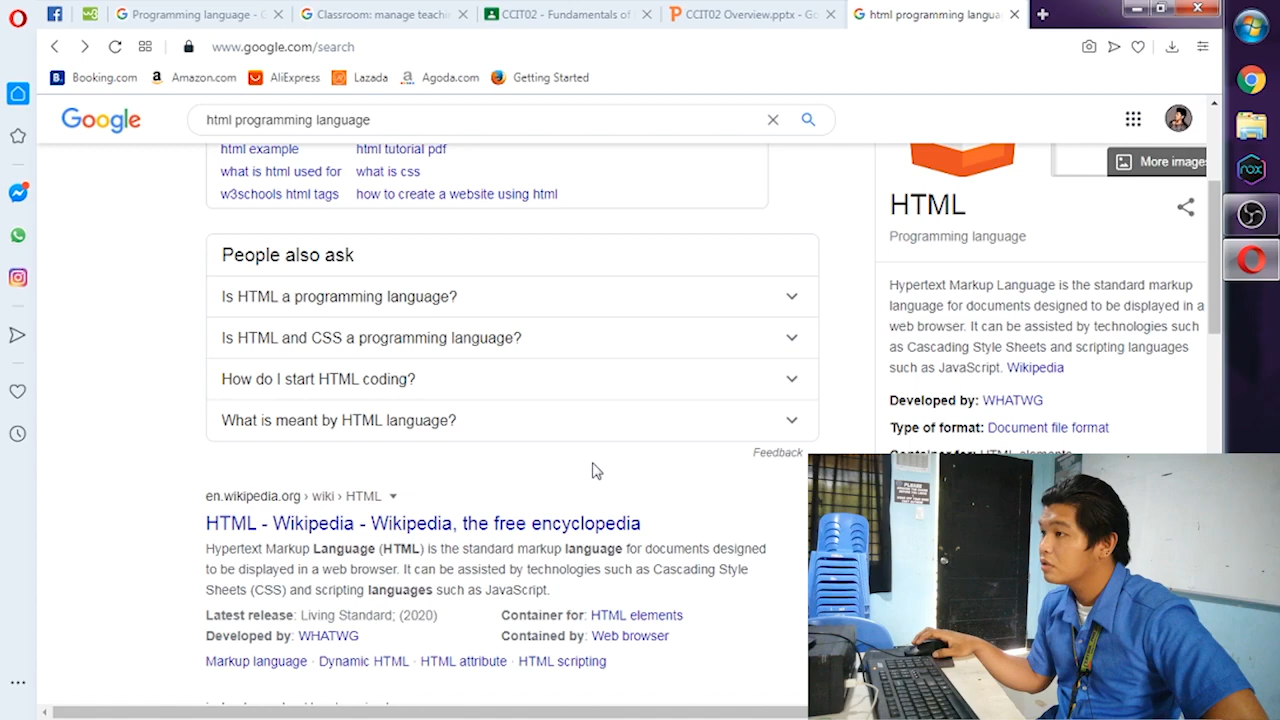 Programming language - G
Classroom: manage teachi
CCIT02 - Fundamentals of
CCIT02 Overview.pptx - Go
html programming langua
www.google.com/search
Booking.com
Amazon.com
AliExpress
Lazada
Agoda.com
Getting Started
Google
html programming language
html example
html tutorial pdf
what is html used for
what is css
w3schools html tags
how to create a website using html
More images
HTML
Programming language
People also ask
Is HTML a programming language?
Is HTML and CSS a programming language?
How do I start HTML coding?
What is meant by HTML language?
Feedback
Hypertext Markup Language is the standard markup
language for documents designed to be displayed in a
web browser. It can be assisted by technologies such
as Cascading Style Sheets and scripting languages
such as JavaScript. Wikipedia
Developed by: WHATWG
Type of format: Document file format
Container for: HTML elements
en.wikipedia.org › wiki › HTML
HTML - Wikipedia - Wikipedia, the free encyclopedia
Hypertext Markup Language (HTML) is the standard markup language for documents designed
to be displayed in a web browser. It can be assisted by technologies such as Cascading Style
Sheets (CSS) and scripting languages such as JavaScript.
Latest release: Living Standard; (2020)
Container for: HTML elements
Developed by: WHATWG
Contained by: Web browser
Markup language · Dynamic HTML · HTML attribute · HTML scripting
nox
PLEASE